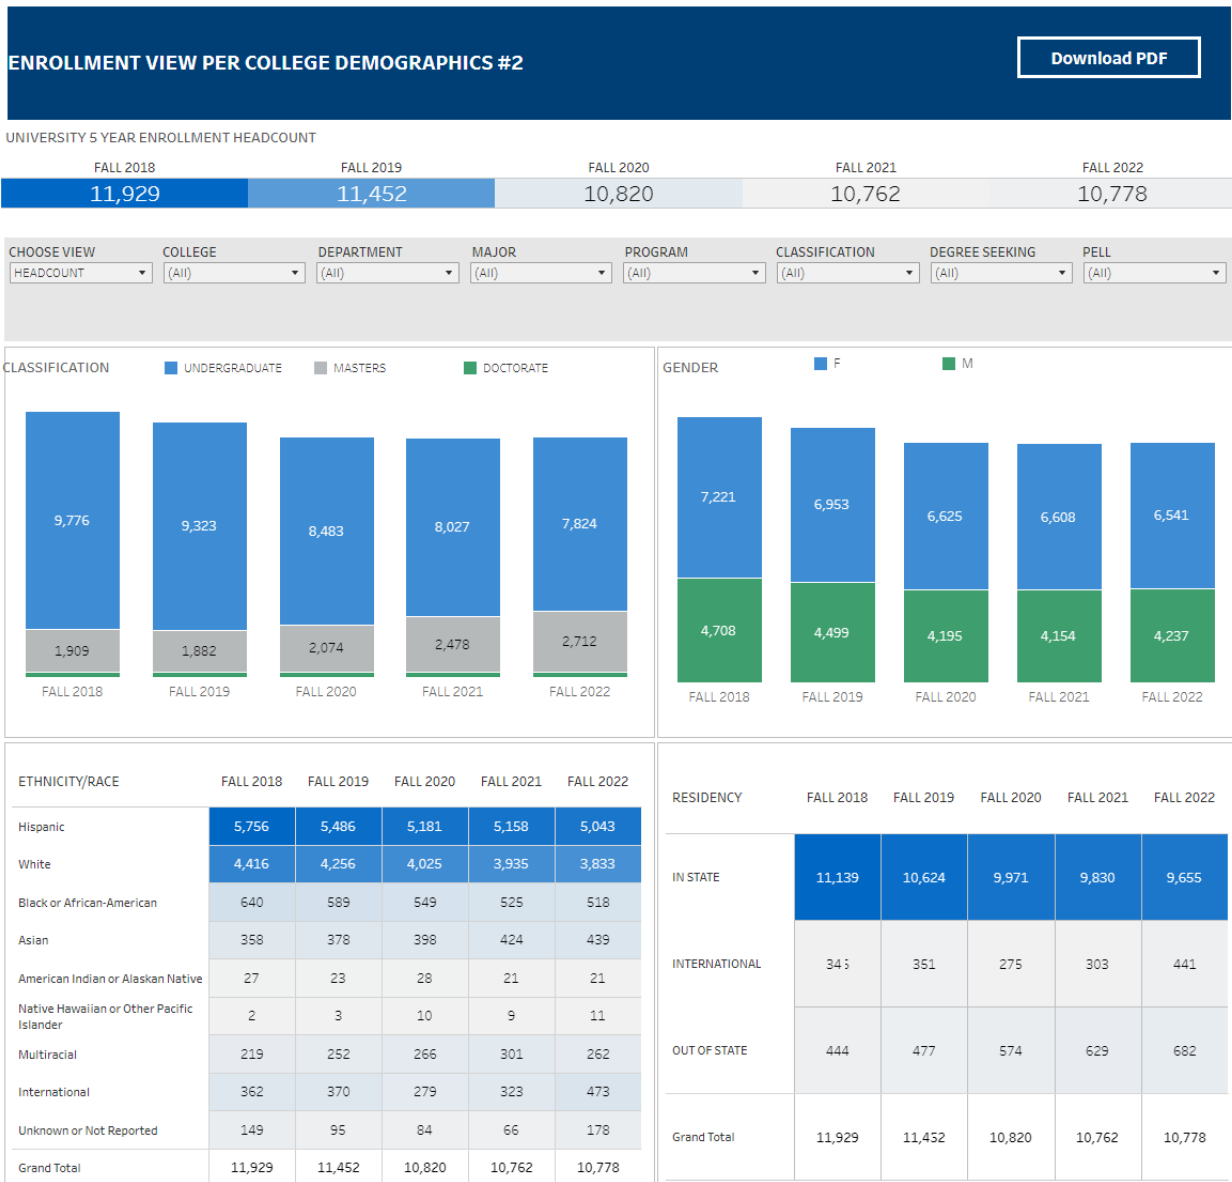 ENROLLMENT VIEW PER COLLEGE DEMOGRAPHICS #2
Download PDF
UNIVERSITY 5 YEAR ENROLLMENT HEADCOUNT
FALL 2018 FALL 2019 FALL 2020 FALL 2021 FALL 2022
11,929 11,452 10,820 10,762 10,778
CHOOSE VIEW COLLEGE DEPARTMENT MAJOR PROGRAM CLASSIFICATION DEGREE SEEKING PELL
HEADCOUNT (All) (All) (All) (All) (All) (All) (All)
CLASSIFICATION UNDERGRADUATE MASTERS DOCTORATE
9,776 9,323 8,483 8,027 7,824
1,909 1,882 2,074 2,478 2,712
FALL 2018 FALL 2019 FALL 2020 FALL 2021 FALL 2022
GENDER F M
7,221 6,953 6,625 6,608 6,541
4,708 4,499 4,195 4,154 4,237
FALL 2018 FALL 2019 FALL 2020 FALL 2021 FALL 2022
ETHNICITY/RACE FALL 2018 FALL 2019 FALL 2020 FALL 2021 FALL 2022
Hispanic 5,756 5,486 5,181 5,158 5,043
White 4,416 4,256 4,025 3,935 3,833
Black or African-American 640 589 549 525 518
Asian 358 378 398 424 439
American Indian or Alaskan Native 27 23 28 21 21
Native Hawaiian or Other Pacific
Islander 2 3 10 9 11
Multiracial 219 252 266 301 262
International 362 370 279 323 473
Unknown or Not Reported 149 95 84 66 178
Grand Total 11,929 11,452 10,820 10,762 10,778
RESIDENCY FALL 2018 FALL 2019 FALL 2020 FALL 2021 FALL 2022
IN STATE 11,139 10,624 9,971 9,830 9,655
INTERNATIONAL 346 351 275 303 441
OUT OF STATE 444 477 574 629 682
Grand Total 11,929 11,452 10,820 10,762 10,778